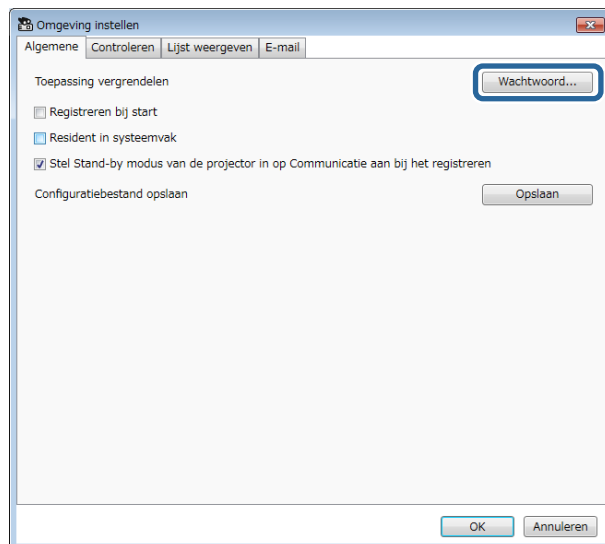 Omgeving instellen
Algemene Controleren Lijst weergeven E-mail
Toepassing vergrendelen Wachtwoord...
Registreren bij start
Resident in systeemvak
Stel Stand-by modus van de projector in op Communicatie aan bij het registreren
Configuratiebestand opslaan Opslaan
OK Annuleren